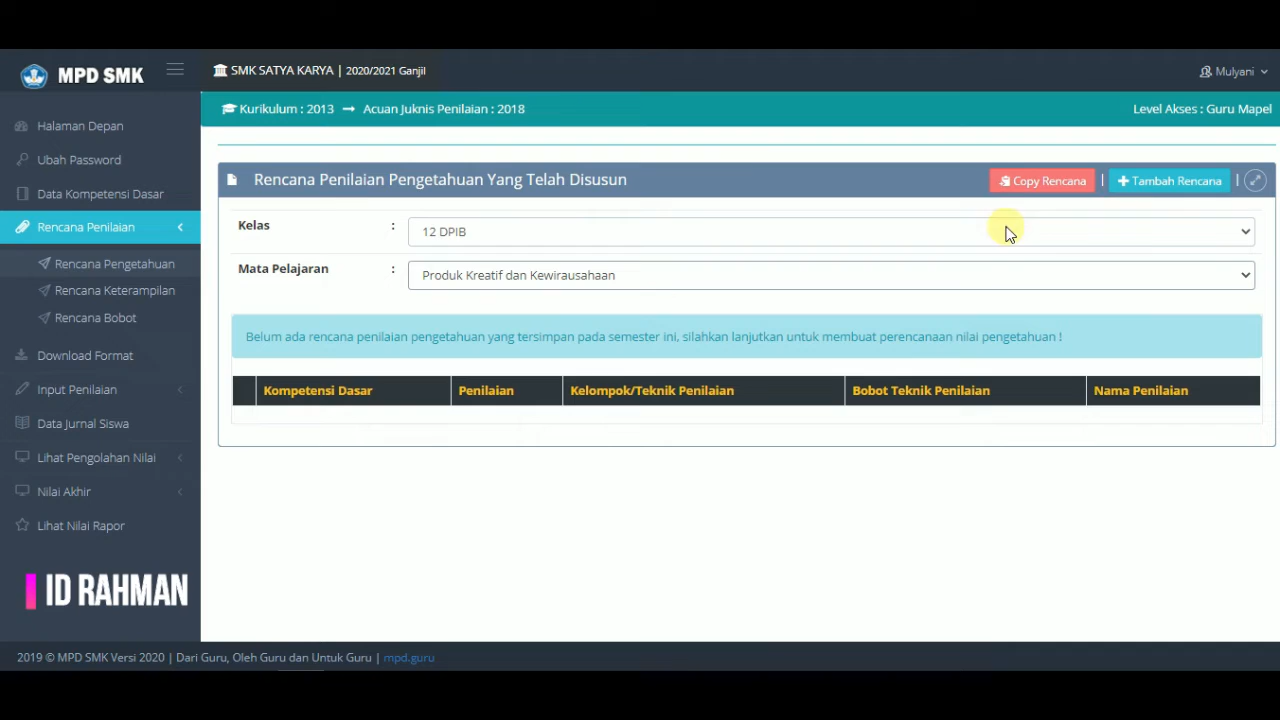 MPD SMK
SMK SATYA KARYA | 2020/2021 Ganjil
Mulyani
Kurikulum : 2013 → Acuan Juknis Penilaian : 2018
Level Akses : Guru Mapel
Halaman Depan
Ubah Password
Data Kompetensi Dasar
Rencana Penilaian
Rencana Pengetahuan
Rencana Keterampilan
Rencana Bobot
Download Format
Input Penilaian
Data Jurnal Siswa
Lihat Pengolahan Nilai
Nilai Akhir
Lihat Nilai Rapor
ID RAHMAN
Rencana Penilaian Pengetahuan Yang Telah Disusun
Copy Rencana | + Tambah Rencana |
Kelas : 12 DPIB
Mata Pelajaran : Produk Kreatif dan Kewirausahaan
Belum ada rencana penilaian pengetahuan yang tersimpan pada semester ini, silahkan lanjutkan untuk membuat perencanaan nilai pengetahuan !
Kompetensi Dasar Penilaian Kelompok/Teknik Penilaian Bobot Teknik Penilaian Nama Penilaian
2019 © MPD SMK Versi 2020 | Dari Guru, Oleh Guru dan Untuk Guru | mpd.guru